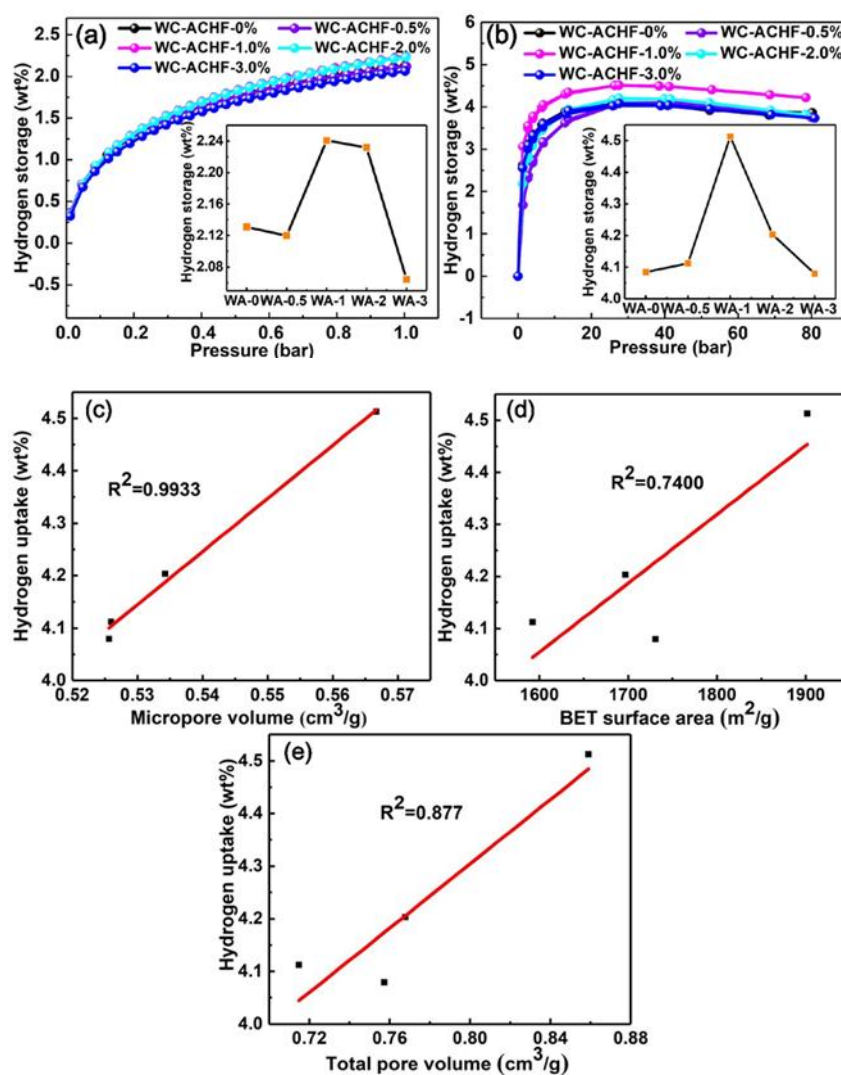 (a)
WC-ACHF-0% WC-ACHF-0.5%
WC-ACHF-1.0% WC-ACHF-2.0%
WC-ACHF-3.0%
Hydrogen storage (wt%)
2.5
2.0
1.5
1.0
0.5
0.0
-0.5
Hydrogen storage (wt%)
2.24
2.20
2.16
2.12
2.08
WA-0 WA-0.5 WA-1 WA-2 WA-3
0.0 0.2 0.4 0.6 0.8 1.0
Pressure (bar)
(b)
WC-ACHF-0% WC-ACHF-0.5%
WC-ACHF-1.0% WC-ACHF-2.0%
WC-ACHF-3.0%
Hydrogen storage (wt%)
6
5
4
3
2
1
0
-1
Hydrogen storage (wt%)
4.5
4.4
4.3
4.2
4.1
4.0
WA-0 WA-0.5 WA-1 WA-2 WA-3
0 20 40 60 80
Pressure (bar)
(c)
R²=0.9933
Hydrogen uptake (wt%)
4.5
4.4
4.3
4.2
4.1
4.0
0.52 0.53 0.54 0.55 0.56 0.57
Micropore volume (cm³/g)
(d)
R²=0.7400
Hydrogen uptake (wt%)
4.5
4.4
4.3
4.2
4.1
4.0
1600 1700 1800 1900
BET surface area (m²/g)
(e)
R²=0.877
Hydrogen uptake (wt%)
4.5
4.4
4.3
4.2
4.1
4.0
0.72 0.76 0.80 0.84 0.88
Total pore volume (cm³/g)